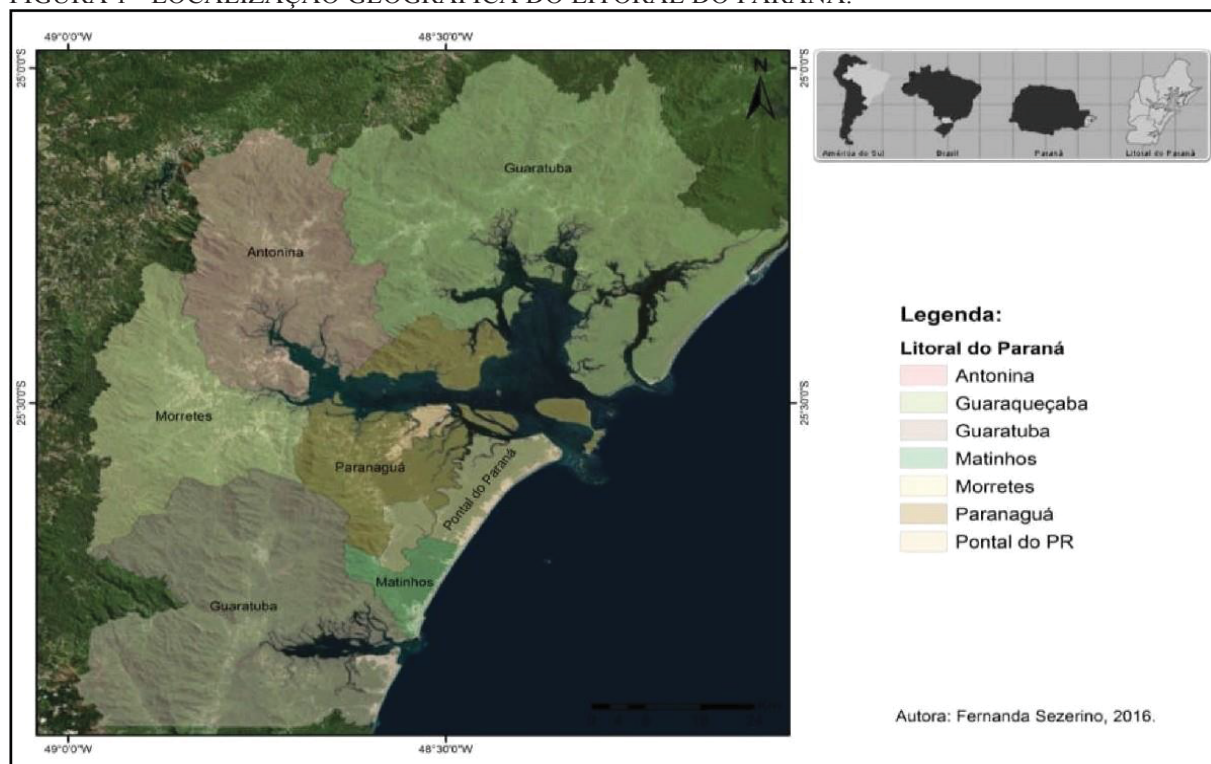 FIGURA 1 - LOCALIZAÇÃO GEOGRÁFICA DO LITORAL DO PARANÁ.
49°0'0"W
48°30'0"W
25°0'0"S
25°0'0"S
N
Guaratuba
Antonina
25°30'0"S
25°30'0"S
Morretes
Paranaguá
Pontal do Paraná
Matinhos
Guaratuba
49°0'0"W
48°30'0"W
América do Sul
Brasil
Paraná
Litoral do Paraná
Legenda:
Litoral do Paraná
Antonina
Guaraqueçaba
Guaratuba
Matinhos
Morretes
Paranaguá
Pontal do PR
Autora: Fernanda Sezerino, 2016.